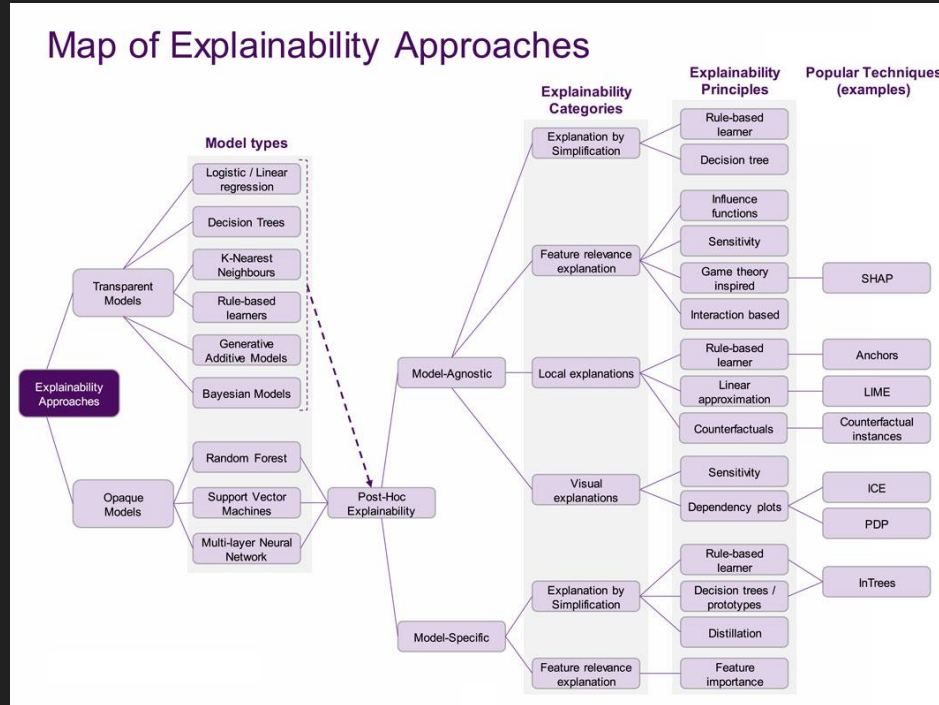 Map of Explainability Approaches
Explainability
Principles
Popular Techniques
(examples)
Explainability
Categories
Model types
Explainability
Approaches
Transparent
Models
Opaque
Models
Logistic / Linear
regression
Decision Trees
K-Nearest
Neighbours
Rule-based
learners
Generative
Additive Models
Bayesian Models
Random Forest
Support Vector
Machines
Multi-layer Neural
Network
Post-Hoc
Explainability
Model-Agnostic
Model-Specific
Explanation by
Simplification
Feature relevance
explanation
Local explanations
Visual
explanations
Explanation by
Simplification
Feature relevance
explanation
Rule-based
learner
Decision tree
Influence
functions
Sensitivity
Game theory
inspired
Interaction based
Rule-based
learner
Linear
approximation
Counterfactuals
Sensitivity
Dependency plots
Rule-based
learner
Decision trees /
prototypes
Distillation
Feature
importance
SHAP
Anchors
LIME
Counterfactual
instances
ICE
PDP
InTrees